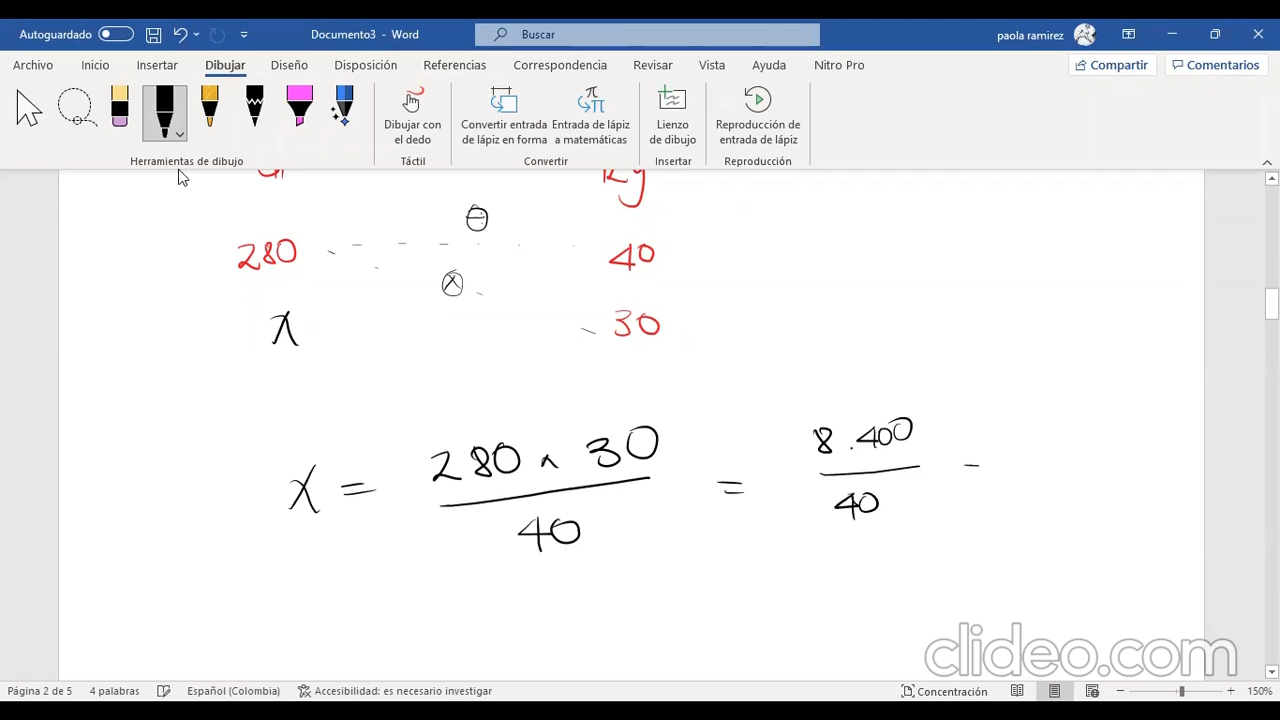 Autoguardado
Documento3 - Word
Buscar
paola ramirez
Archivo Inicio Insertar Dibujar Diseño Disposición Referencias Correspondencia Revisar Vista Ayuda Nitro Pro
Compartir Comentarios
Dibujar con el dedo
Convertir entrada de lápiz en forma
Entrada de lápiz a matemáticas
Lienzo de dibujo
Reproducción de entrada de lápiz
Herramientas de dibujo Táctil Convertir Insertar Reproducción
Kg
280 40
x
x 30
x = 280 x 30 / 40 = 8.400 / 40 =
clideo.com
Página 2 de 5 4 palabras Español (Colombia) Accesibilidad: es necesario investigar Concentración 150%